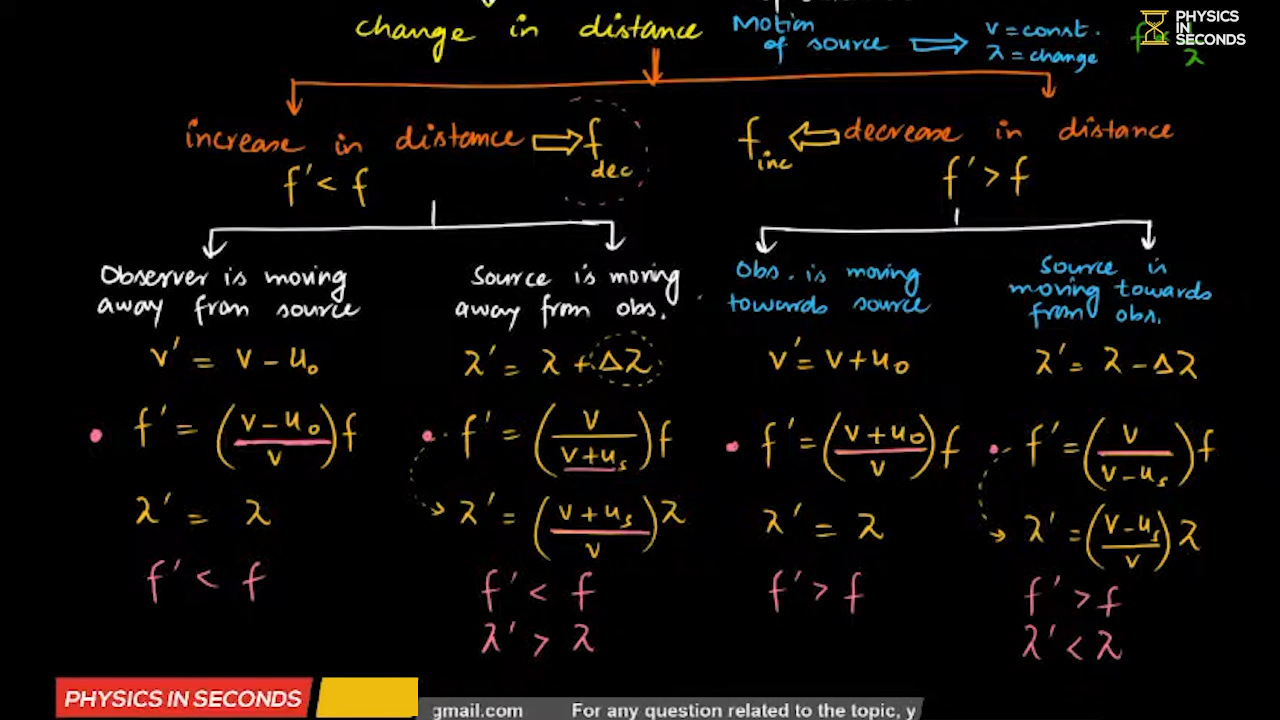 change in distance
Motion
of source ⇒ v = const.
λ = change
λ
PHYSICS
IN
SECONDS
increase in distance ⇒ f dec
f' < f
f inc ⇐ decrease in distance
f' > f
Observer is moving
away from source
v' = v - u₀
f' = ((v - u₀)/v) f
λ' = λ
f' < f
Source is moving
away from obs.
λ' = λ + Δλ
f' = (v/(v + uₛ)) f
λ' = ((v + uₛ)/v) λ
f' < f
λ' > λ
Obs. is moving
towards source
v' = v + u₀
f' = ((v + u₀)/v) f
λ' = λ
f' > f
Source is
moving towards
from obs.
λ' = λ - Δλ
f' = (v/(v - uₛ)) f
λ' = ((v - uₛ)/v) λ
f' > f
λ' < λ
PHYSICS IN SECONDS
gmail.com For any question related to the topic, y